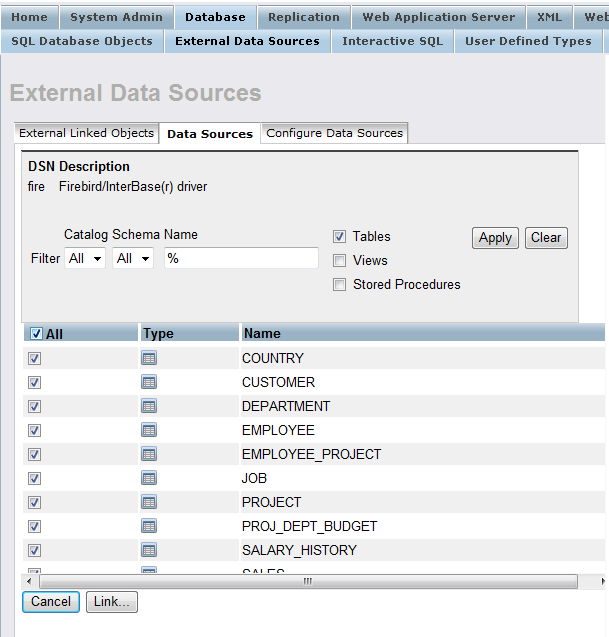 Home System Admin Database Replication Web Application Server XML Web
SQL Database Objects External Data Sources Interactive SQL User Defined Types
External Data Sources
External Linked Objects Data Sources Configure Data Sources
DSN Description
fire Firebird/InterBase(r) driver
Catalog Schema Name
Filter All All % Tables Apply Clear
Views
Stored Procedures
All Type Name
COUNTRY
CUSTOMER
DEPARTMENT
EMPLOYEE
EMPLOYEE_PROJECT
JOB
PROJECT
PROJ_DEPT_BUDGET
SALARY_HISTORY
SALES
Cancel Link...